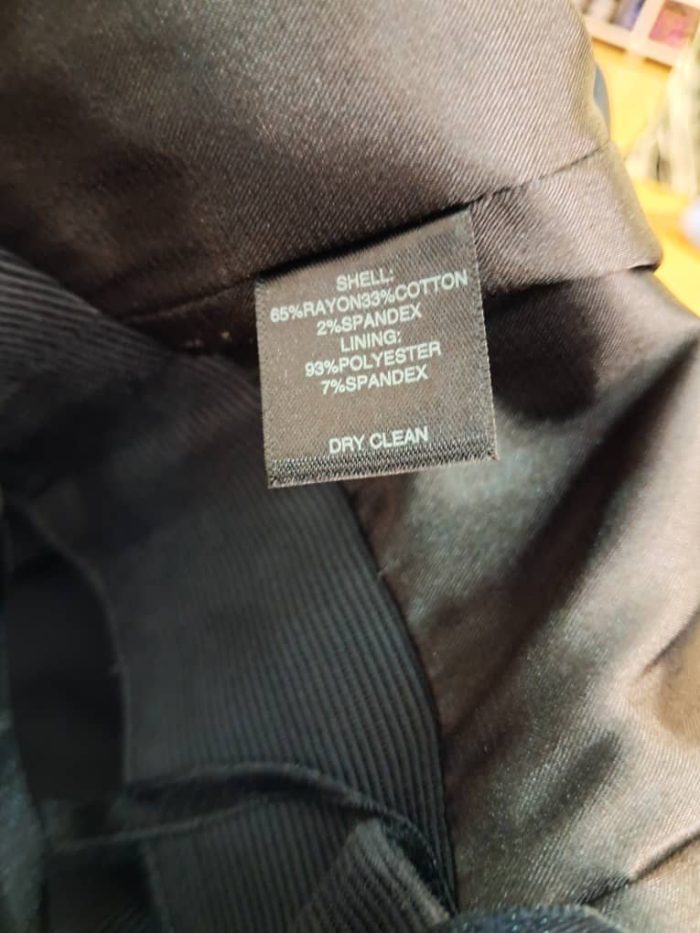 SHELL:
65%RAYON33%COTTON
2%SPANDEX
LINING:
93%POLYESTER
7%SPANDEX
DRY CLEAN